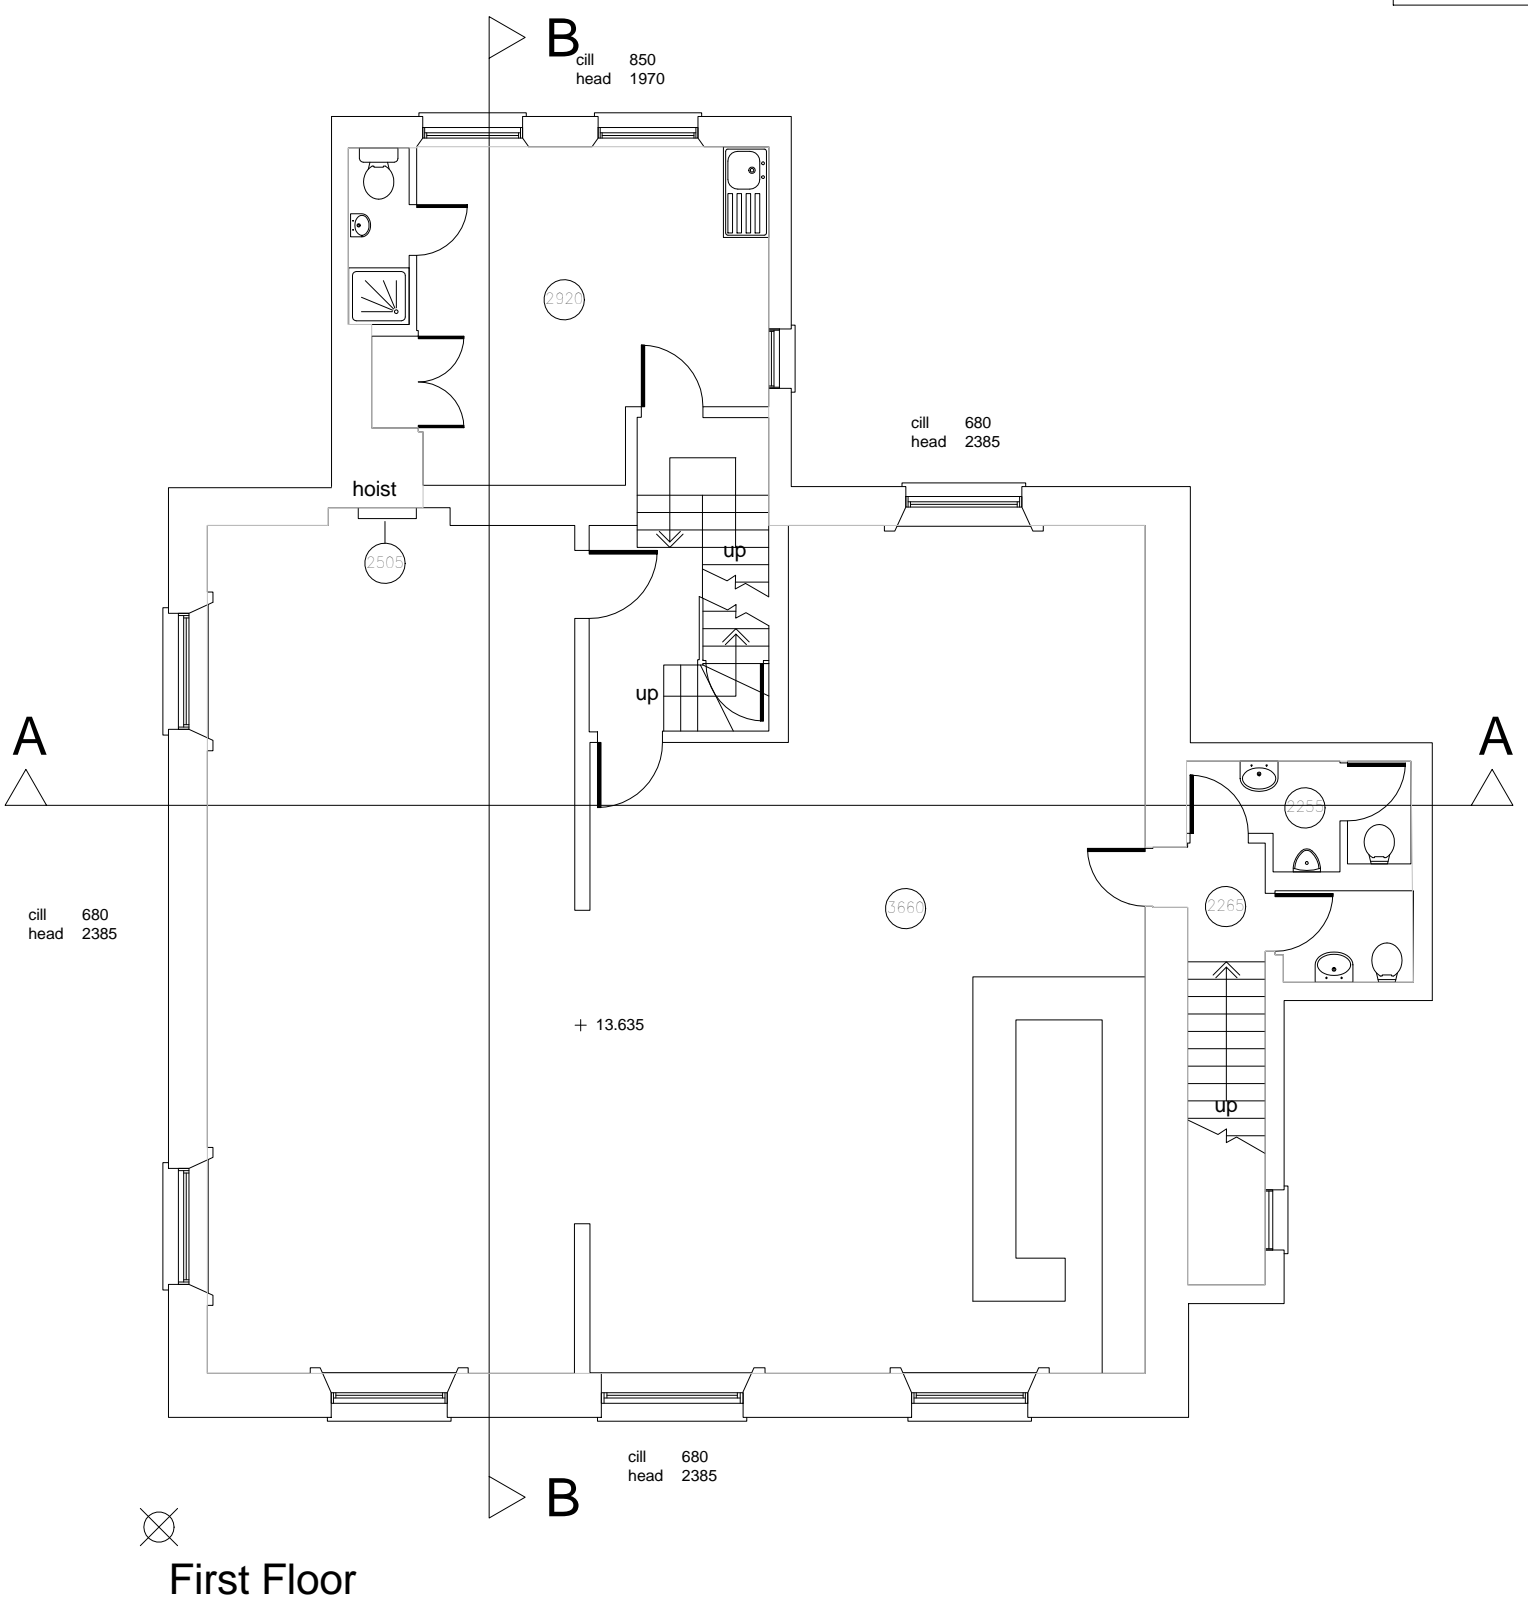 B
cill 850
head 1970
2920
cill 680
head 2385
hoist
2505
up
up
A
A
2255
cill 680
head 2385
3660
2265
13.635
up
cill 680
head 2385
B
First Floor